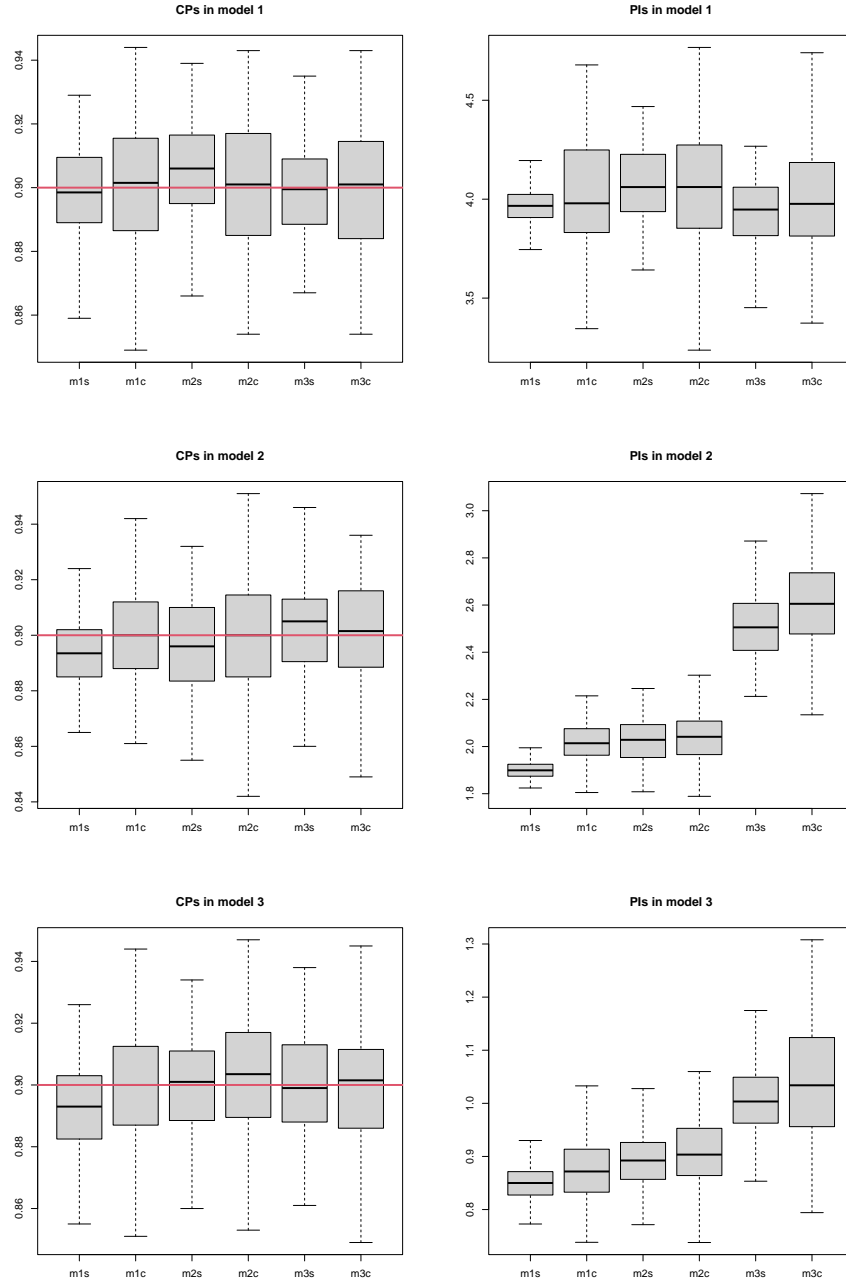 CPs in model 1
0.94
0.92
0.90
0.88
0.86
m1s m1c m2s m2c m3s m3c
PIs in model 1
4.5
4.0
3.5
m1s m1c m2s m2c m3s m3c
CPs in model 2
0.94
0.92
0.90
0.88
0.86
0.84
m1s m1c m2s m2c m3s m3c
PIs in model 2
3.0
2.8
2.6
2.4
2.2
2.0
1.8
m1s m1c m2s m2c m3s m3c
CPs in model 3
0.94
0.92
0.90
0.88
0.86
m1s m1c m2s m2c m3s m3c
PIs in model 3
1.3
1.2
1.1
1.0
0.9
0.8
m1s m1c m2s m2c m3s m3c